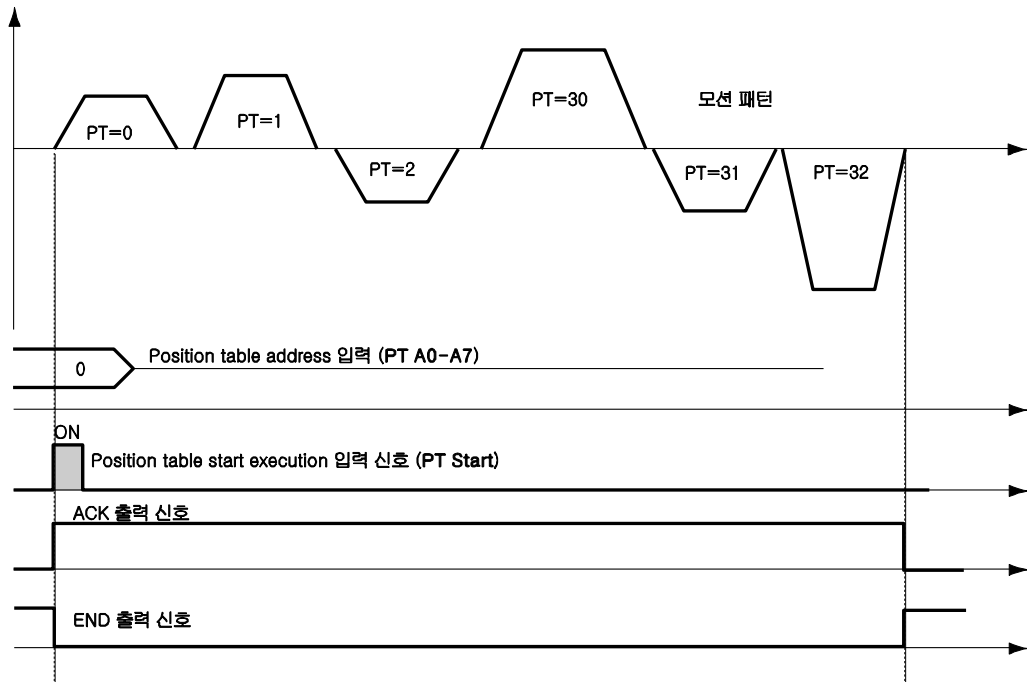 PT=0
PT=1
PT=2
PT=30
모션 패턴
PT=31
PT=32
0
Position table address 입력 (PT A0-A7)
ON
Position table start execution 입력 신호 (PT Start)
ACK 출력 신호
END 출력 신호